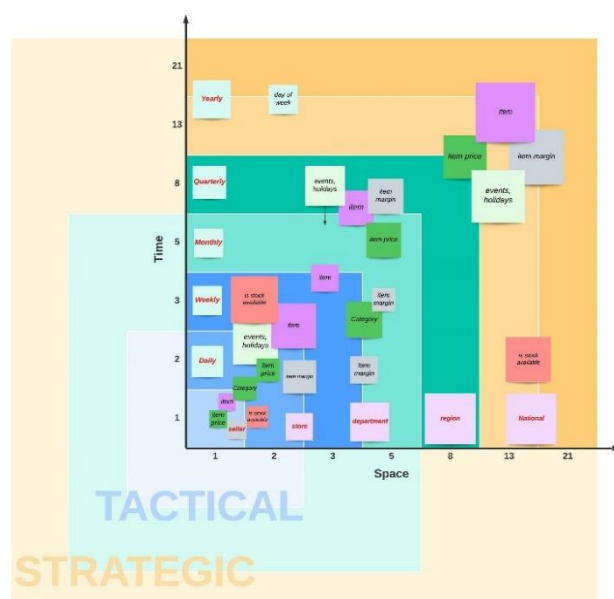 21
Yearly
day of
week
item
13
item price
item margin
8
Quarterly
events,
holidays
item
margin
events,
holidays
item
Time
5
Monthly
item price
item
3
Weekly
is stock
available
item
margin
item
Category
events,
holidays
2
Daily
item
price
item
margin
is stock
available
item margin
Category
item
1
item
price
seller
is stock
available
store
department
region
National
1
2
3
5
8
13
21
Space
TACTICAL
STRATEGIC